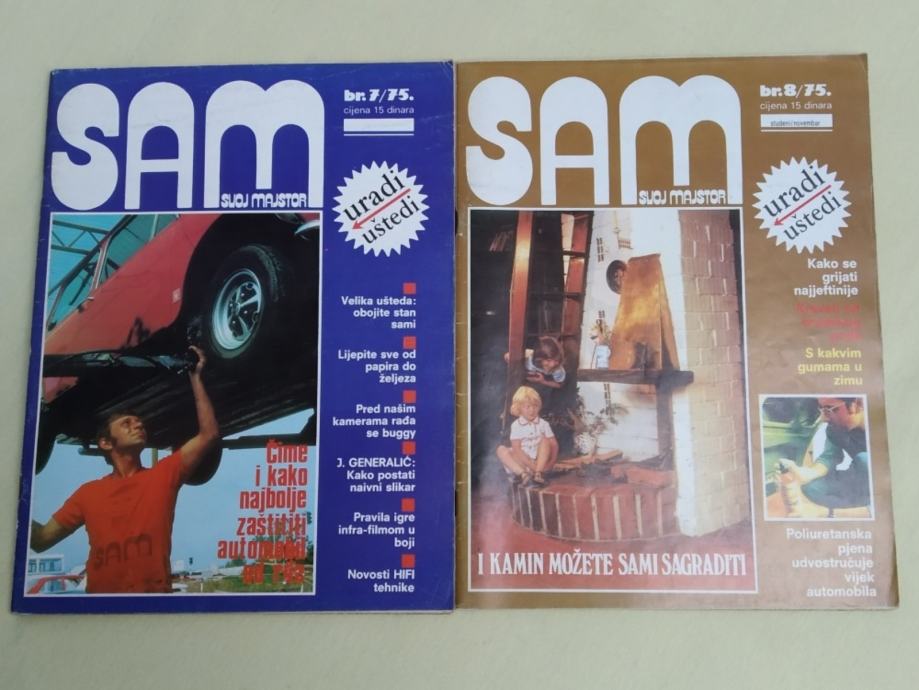 SAM
SVOJ MAJSTOR
br. 7/75.
cijena 15 dinara
uradi
uštedi
Velika ušteda:
obojite stan
sami
Lijepite sve od
papira do
željeza
Pred našim
kamerama rađa
se buggy
J. GENERALIĆ:
Kako postati
naivni slikar
Pravila igre
infra-filmom u
boji
Novosti HIFI
tehnike
Čime
i kako
najbolje
zaštititi
automobil
SAM
SAM
SVOJ MAJSTOR
br. 8/75.
cijena 15 dinara
studeni/novembar
uradi
uštedi
Kako se
grijati
najjeftinije
S kakvim
gumama u
zimu
Poliuretanska
pjena
udvostručuje
vijek
automobila
I KAMIN MOŽETE SAMI SAGRADITI